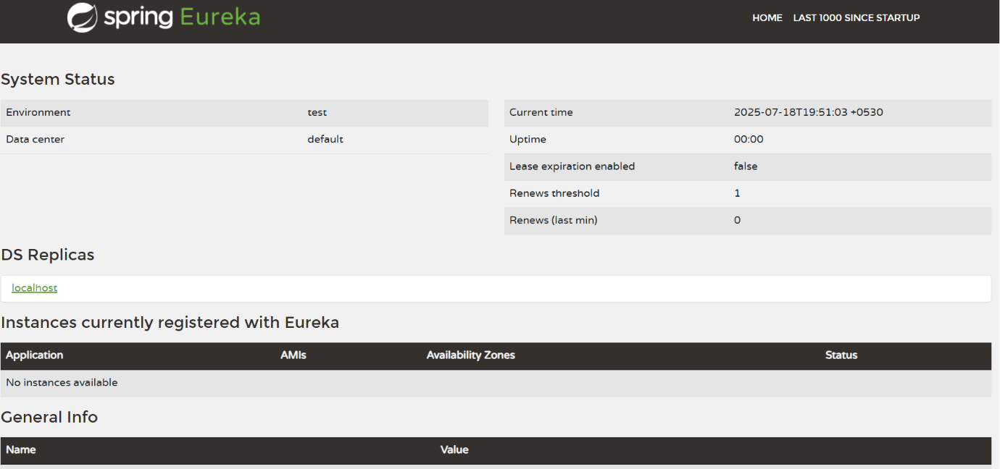 spring Eureka
HOME LAST 1000 SINCE STARTUP
System Status
Environment test
Data center default
Current time 2025-07-18T19:51:03 +0530
Uptime 00:00
Lease expiration enabled false
Renews threshold 1
Renews (last min) 0
DS Replicas
localhost
Instances currently registered with Eureka
Application AMIs Availability Zones Status
No instances available
General Info
Name Value